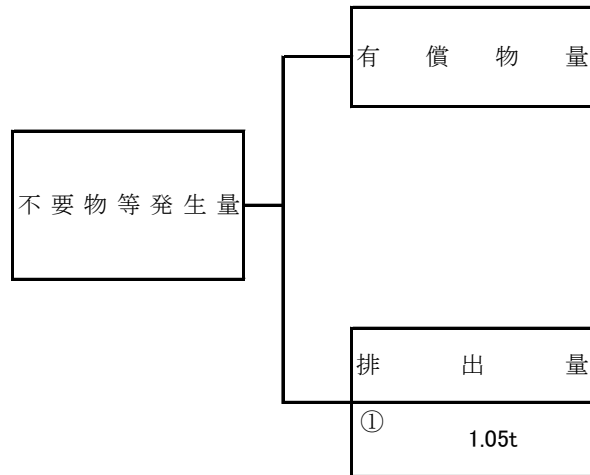 有償物量
不要物等発生量
排出量
①
1.05t